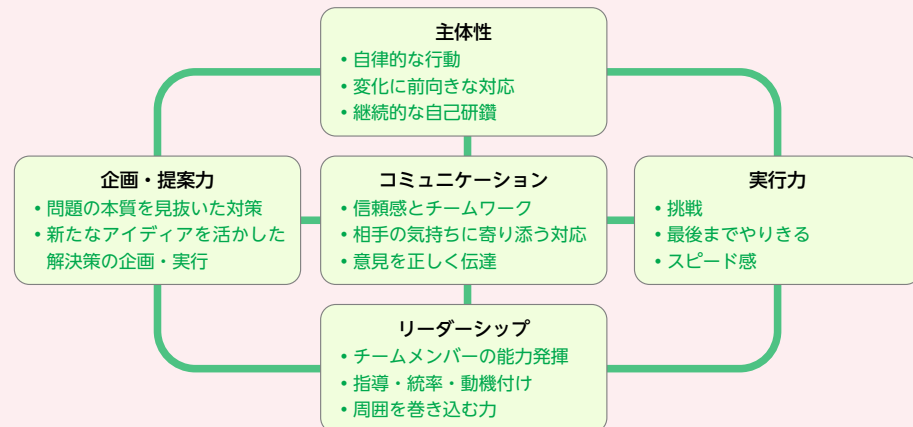 主体性
・自律的な行動
・変化に前向きな対応
・継続的な自己研鑽
企画・提案力
・問題の本質を見抜いた対策
・新たなアイディアを活かした
解決策の企画・実行
コミュニケーション
・信頼感とチームワーク
・相手の気持ちに寄り添う対応
・意見を正しく伝達
実行力
・挑戦
・最後までやりきる
・スピード感
リーダーシップ
・チームメンバーの能力発揮
・指導・統率・動機付け
・周囲を巻き込む力